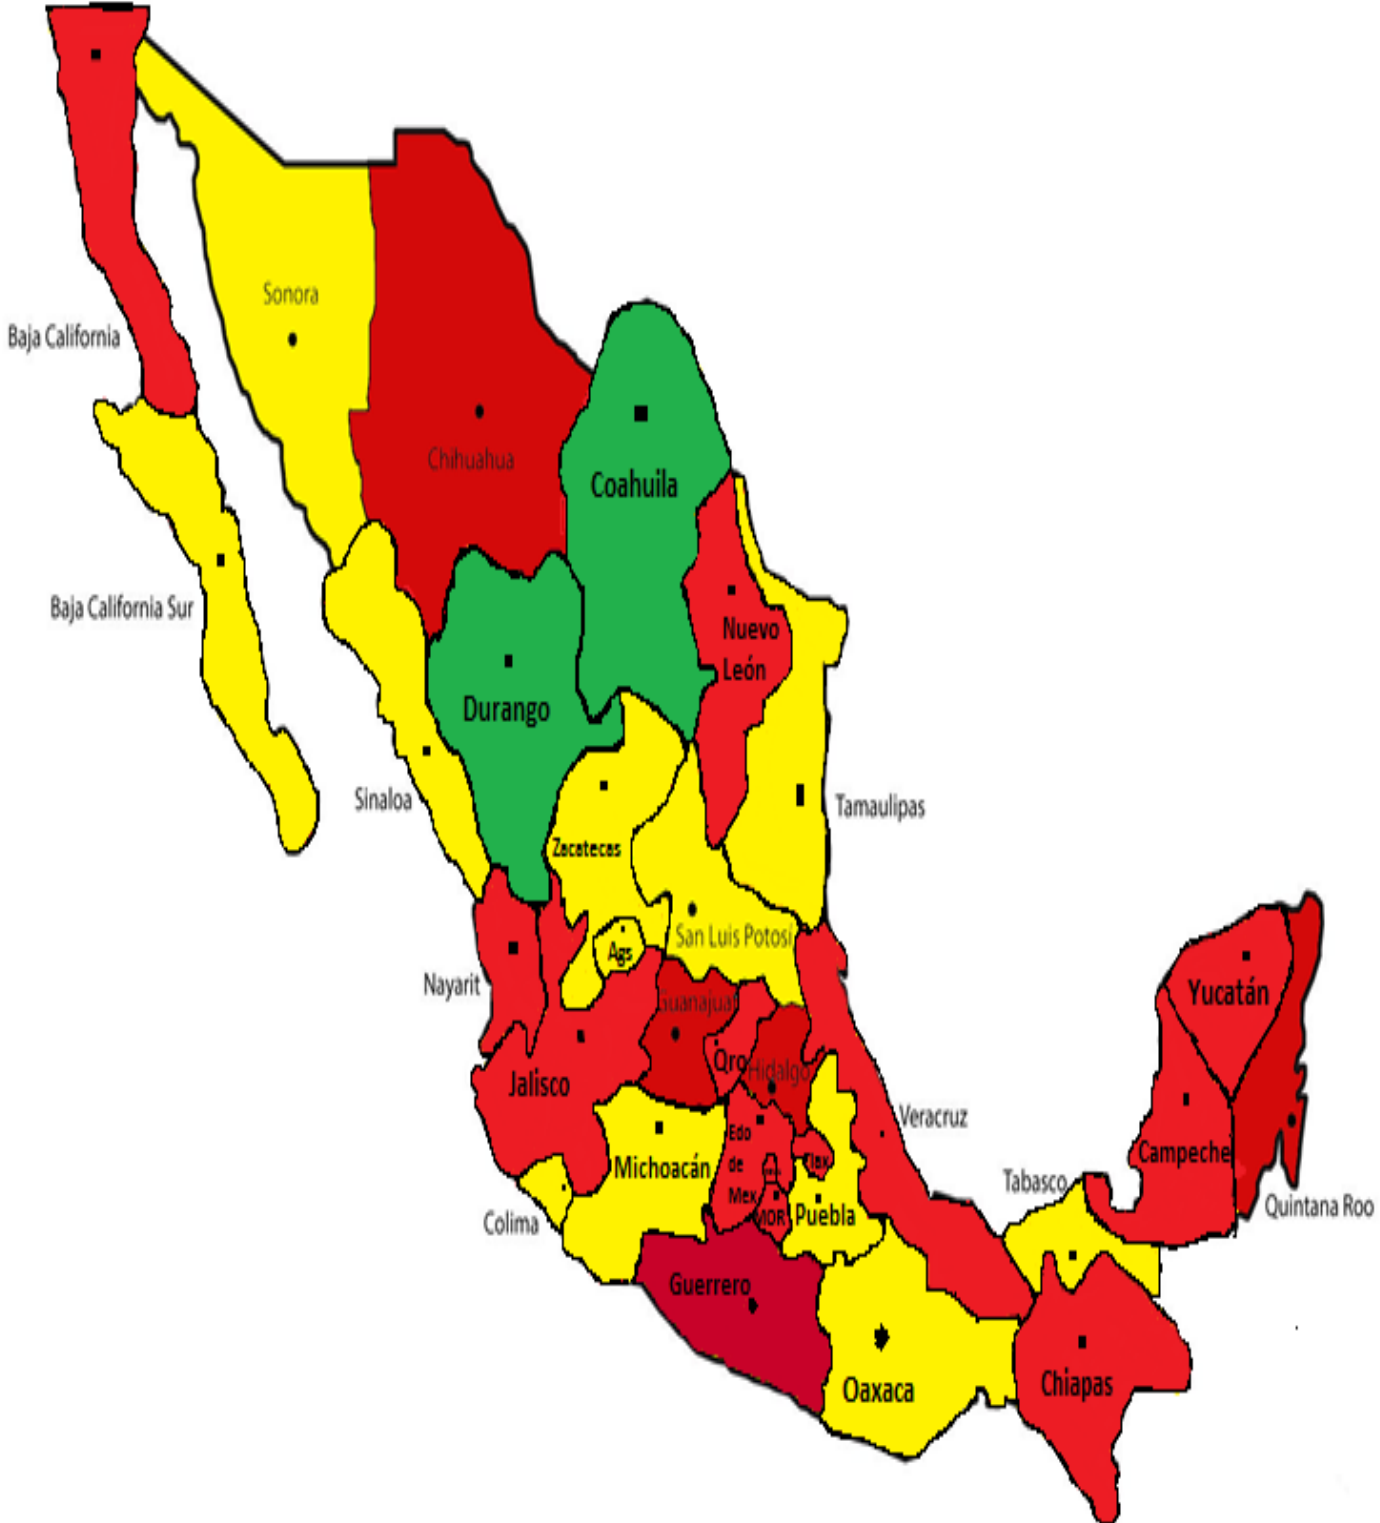 Sonora
Baja California
Chihuahua
Coahuila
Baja California Sur
Nuevo
León
Durango
Sinaloa
Tamaulipas
Zacatecas
San Luis Potosí
Ags
Nayarit
Yucatán
Guanajuat
Qro
Hidalgo
Jalisco
Veracruz
Edo
de
Mex
Tlax
Michoacán
Campeche
Tabasco
Quintana Roo
Colima
MOR
Puebla
Guerrero
Oaxaca
Chiapas